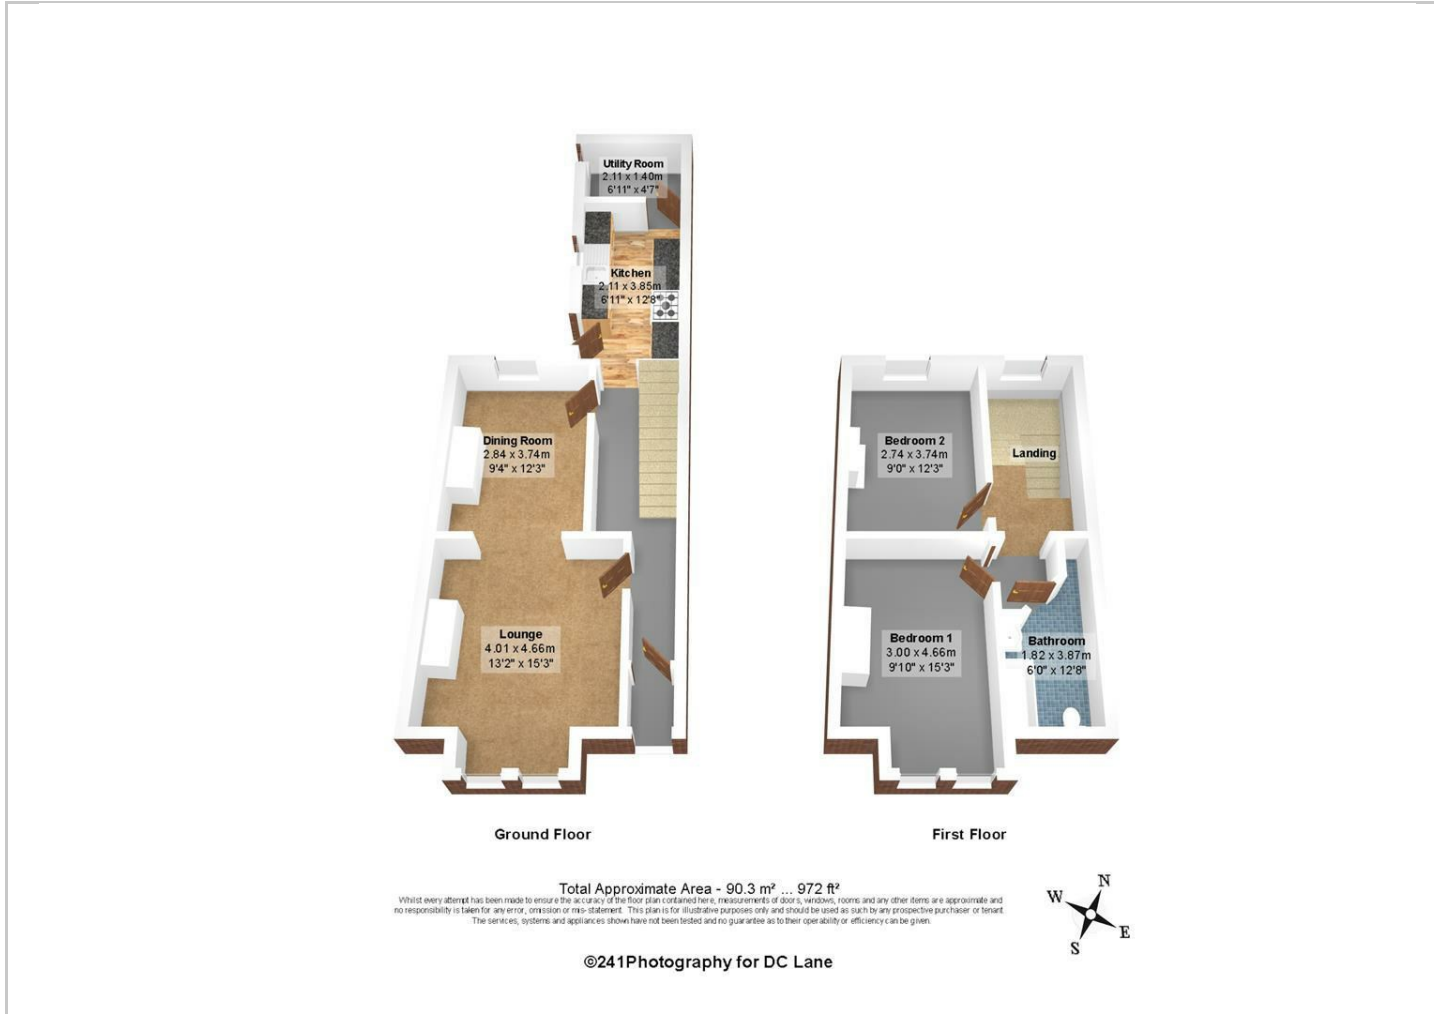 Utility Room
2.11 x 1.40m
6'11" x 4'7"
Kitchen
2.11 x 3.85m
6'11" x 12'8"
Dining Room
2.84 x 3.74m
9'4" x 12'3"
Lounge
4.01 x 4.66m
13'2" x 15'3"
Bedroom 2
2.74 x 3.74m
9'0" x 12'3"
Landing
Bedroom 1
3.00 x 4.66m
9'10" x 15'3"
Bathroom
1.82 x 3.87m
6'0" x 12'8"
Ground Floor
First Floor
Total Approximate Area - 90.3 m² ... 972 ft²
Whilst every attempt has been made to ensure the accuracy of the floor plan contained here, measurements of doors, windows, rooms and any other items are approximate and
no responsibility is taken for any error, omission or mis-statement. This plan is for illustrative purposes only and should be used as such by any prospective purchaser or tenant
The services, systems and appliances shown have not been tested and no guarantee as to their operability or efficiency can be given.
©241Photography for DC Lane
N
W
E
S